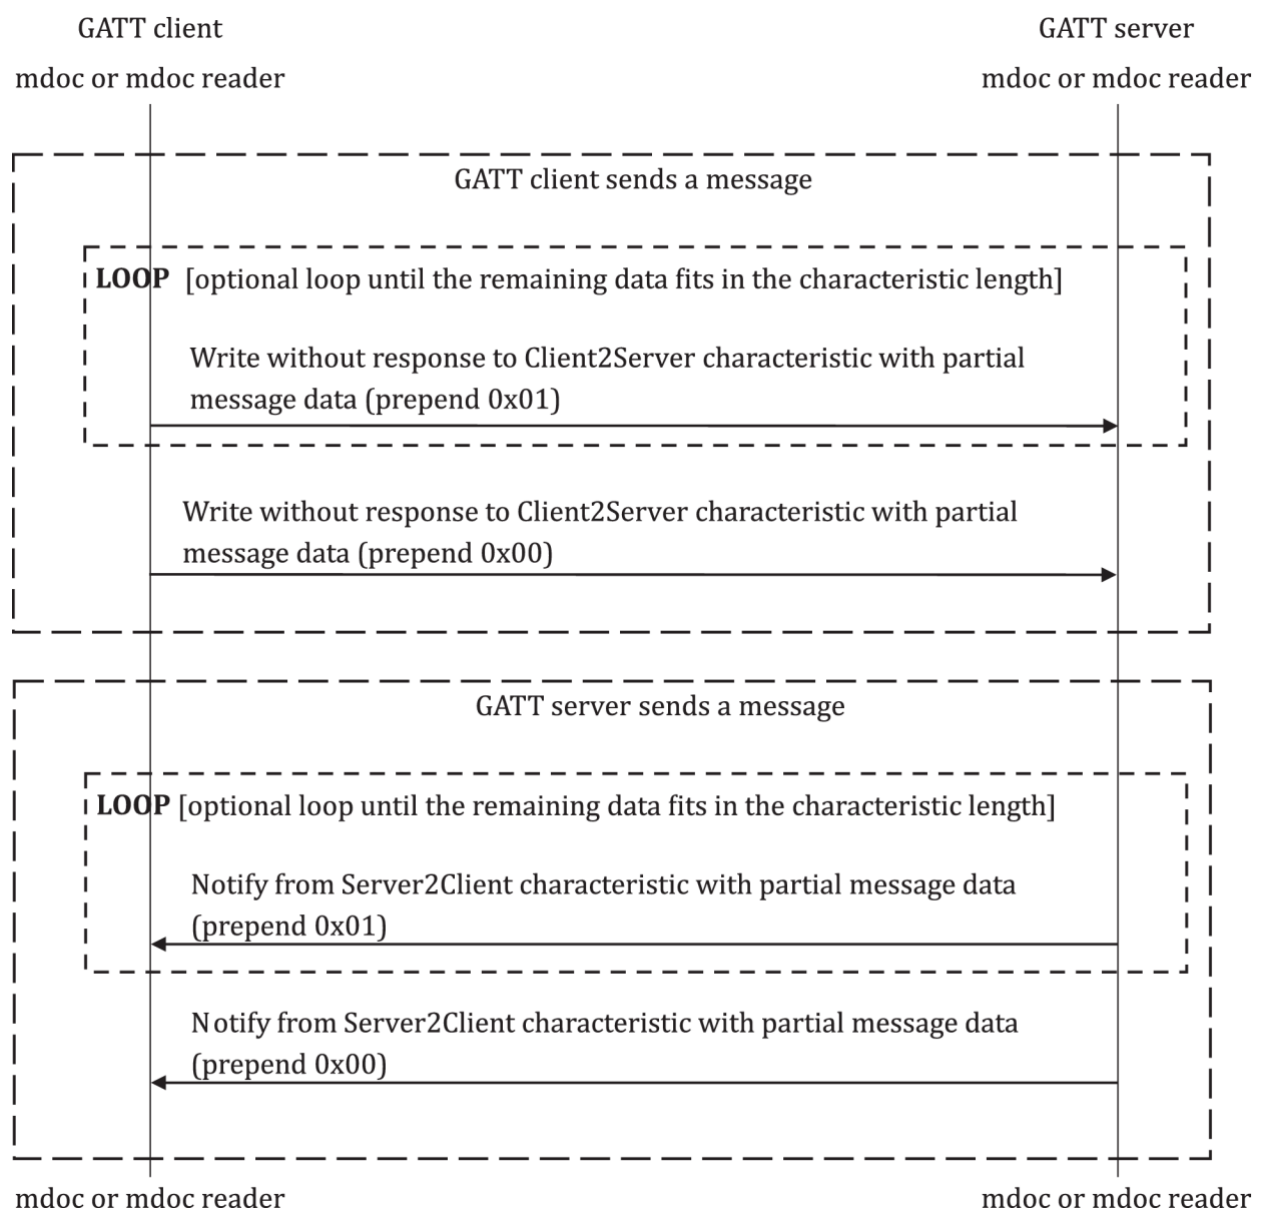 GATT client
GATT server
mdoc or mdoc reader
mdoc or mdoc reader
GATT client sends a message
LOOP [optional loop until the remaining data fits in the characteristic length]
Write without response to Client2Server characteristic with partial
message data (prepend 0x01)
Write without response to Client2Server characteristic with partial
message data (prepend 0x00)
GATT server sends a message
LOOP [optional loop until the remaining data fits in the characteristic length]
Notify from Server2Client characteristic with partial message data
(prepend 0x01)
Notify from Server2Client characteristic with partial message data
(prepend 0x00)
mdoc or mdoc reader
mdoc or mdoc reader